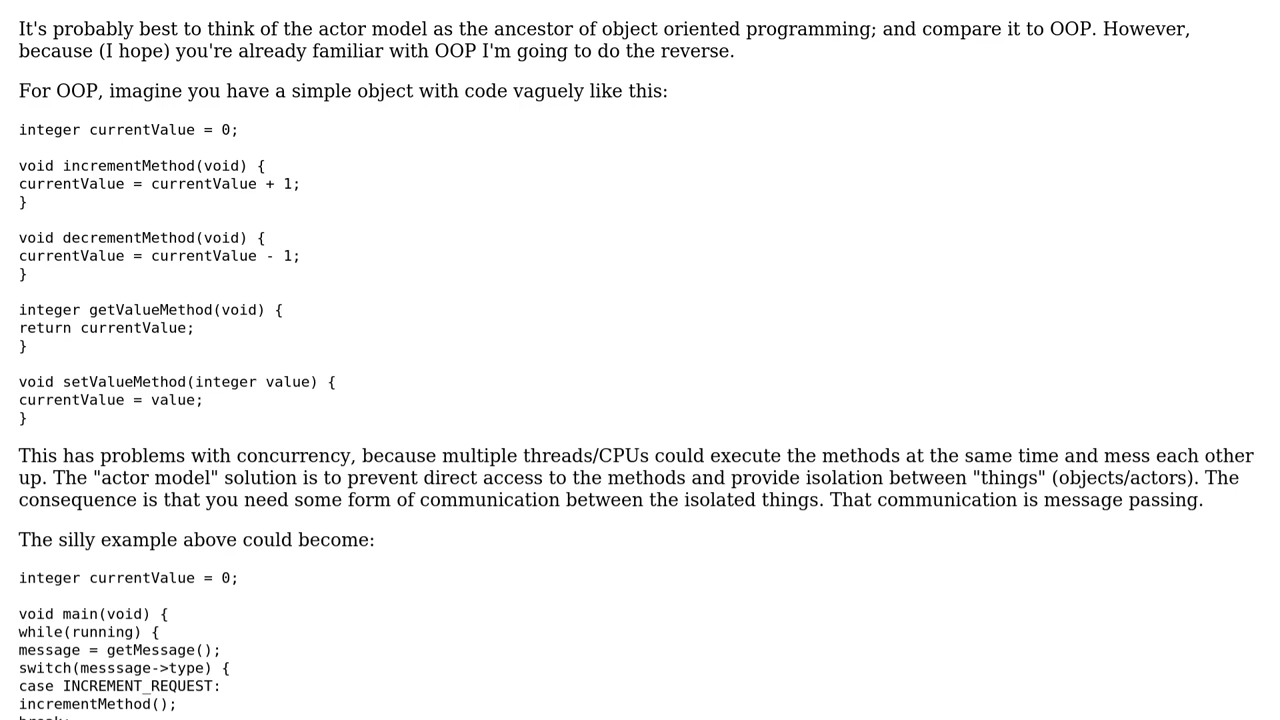 It's probably best to think of the actor model as the ancestor of object oriented programming; and compare it to OOP. However,
because (I hope) you're already familiar with OOP I'm going to do the reverse.
For OOP, imagine you have a simple object with code vaguely like this:
integer currentValue = 0;
void incrementMethod(void) {
currentValue = currentValue + 1;
}
void decrementMethod(void) {
currentValue = currentValue - 1;
}
integer getValueMethod(void) {
return currentValue;
}
void setValueMethod(integer value) {
currentValue = value;
}
This has problems with concurrency, because multiple threads/CPUs could execute the methods at the same time and mess each other
up. The "actor model" solution is to prevent direct access to the methods and provide isolation between "things" (objects/actors). The
consequence is that you need some form of communication between the isolated things. That communication is message passing.
The silly example above could become:
integer currentValue = 0;
void main(void) {
while(running) {
message = getMessage();
switch(messsage->type) {
case INCREMENT_REQUEST:
incrementMethod();